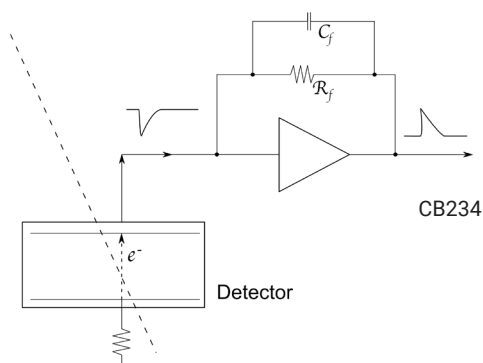 C_f
R_f
CB234
e⁻
Detector